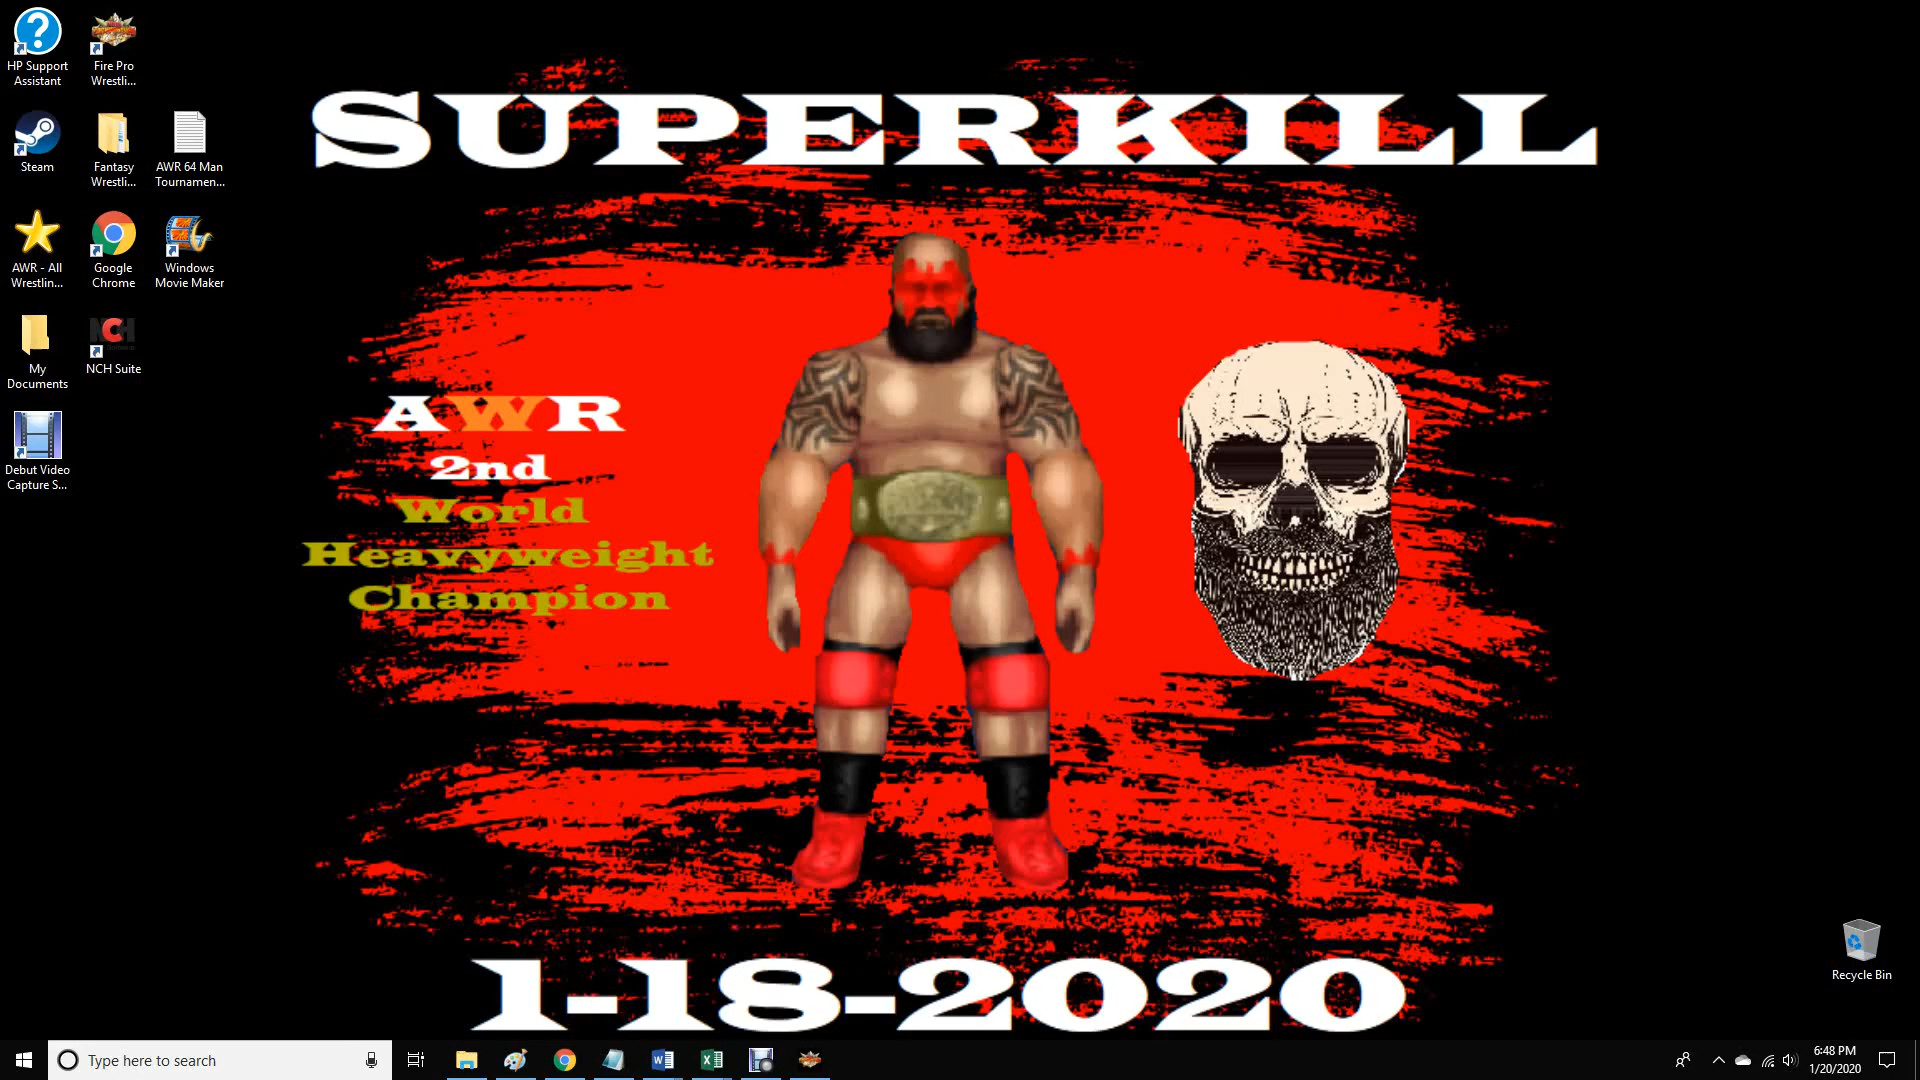 HP Support
Assistant
Fire Pro
Wrestli...
Steam
Fantasy
Wrestli...
AWR 64 Man
Tournamen...
AWR - All
Wrestlin...
Google
Chrome
Windows
Movie Maker
My
Documents
NCH
NCH Suite
Debut Video
Capture S...
SUPERKILL
AWR
2nd
World
Heavyweight
Champion
1-18-2020
Recycle Bin
Type here to search
6:48 PM
1/20/2020